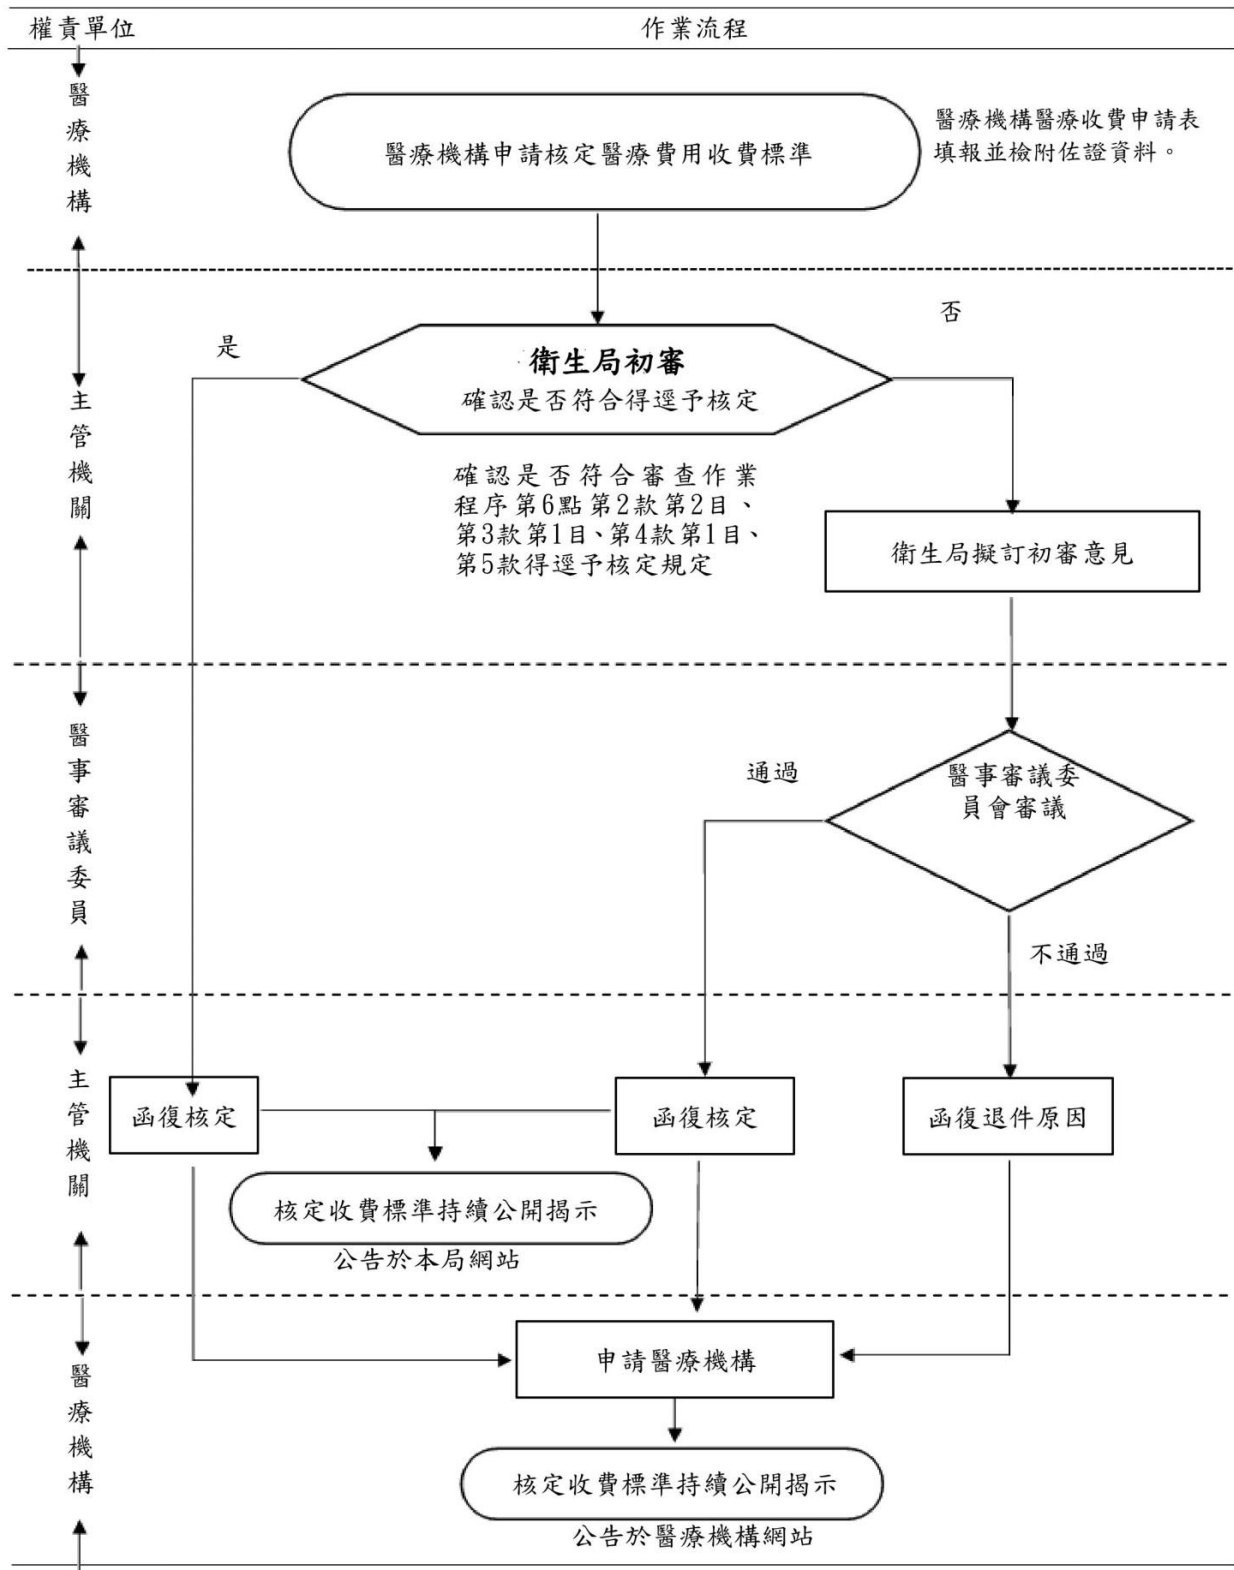 權責單位
作業流程
醫療機構
醫療機構申請核定醫療費用收費標準
醫療機構醫療收費申請表
填報並檢附佐證資料。
主管機關
是
否
衛生局初審
確認是否符合得逕予核定
確認是否符合審查作業
程序第6點第2款第2目、
第3款第1目、第4款第1目、
第5款得逕予核定規定
衛生局擬訂初審意見
醫事審議委員
通過
醫事審議委
員會審議
不通過
主管機關
函復核定
函復核定
函復退件原因
核定收費標準持續公開揭示
公告於本局網站
醫療機構
申請醫療機構
核定收費標準持續公開揭示
公告於醫療機構網站